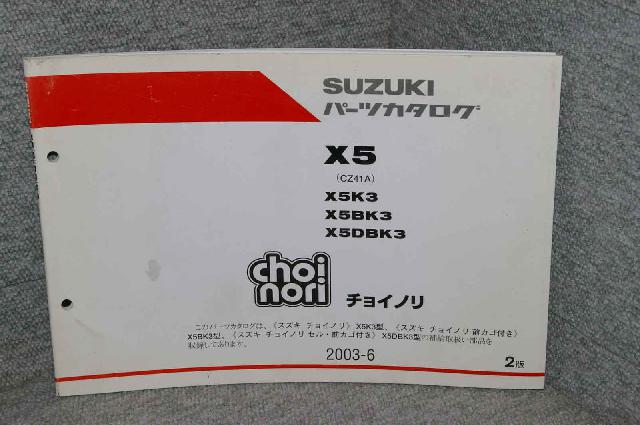 SUZUKI
パーツカタログ
X5
(CZ41A)
X5K3
X5BK3
X5DBK3
choi
nori
チョイノリ
このパーツカタログは、《スズキ チョイノリ》 X5K3型、《スズキ チョイノリ 前カゴ付き》
X5BK3型、《スズキ チョイノリ セル・前カゴ付き》 X5DBK3型の補給取扱い部品を
収録してあります。
2003-6
2版